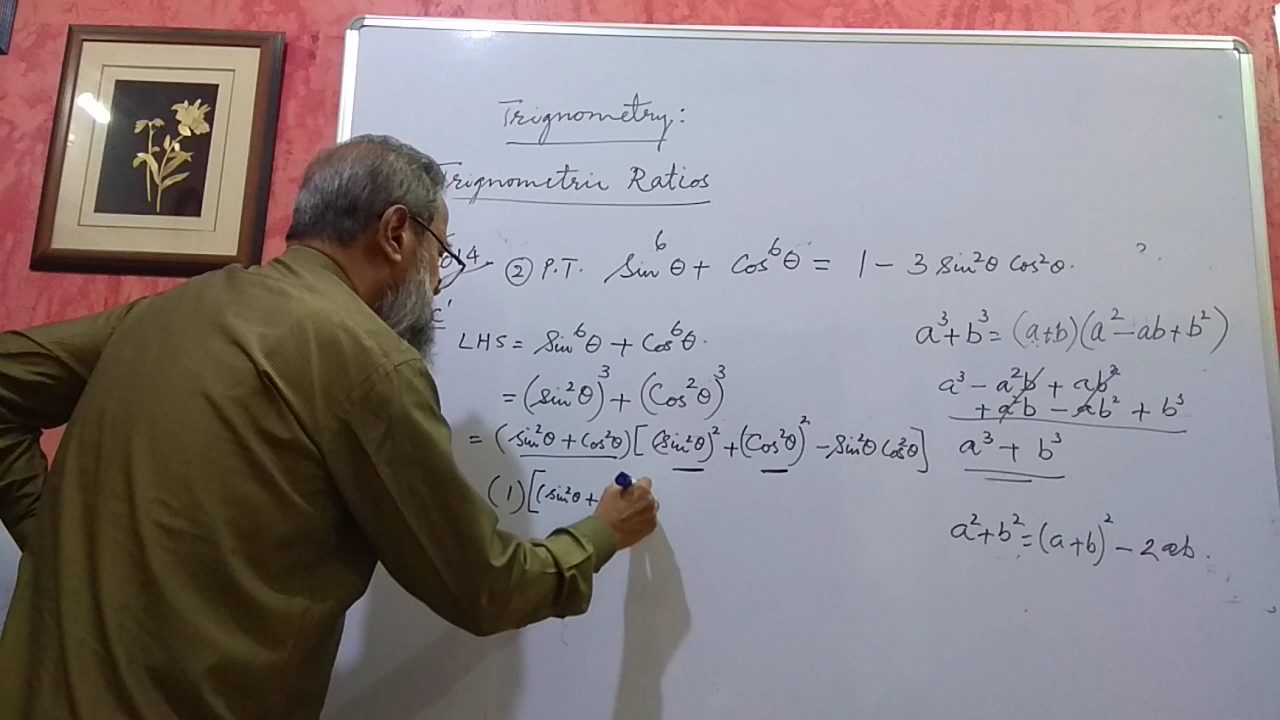 Trignometry:
Trignometric Ratios
② P.T. Sin⁶θ + Cos⁶θ = 1 − 3 Sin²θ Cos²θ.
LHS = Sin⁶θ + Cos⁶θ.
= (Sin²θ)³ + (Cos²θ)³
= (Sin²θ + Cos²θ)[(Sin²θ)² + (Cos²θ)² − Sin²θ Cos²θ]
(1)[(Sin²θ +
a³ + b³ = (a+b)(a² − ab + b²)
a³ − a²b + ab²
+ a²b − ab² + b³
a³ + b³
a² + b² = (a+b)² − 2ab.